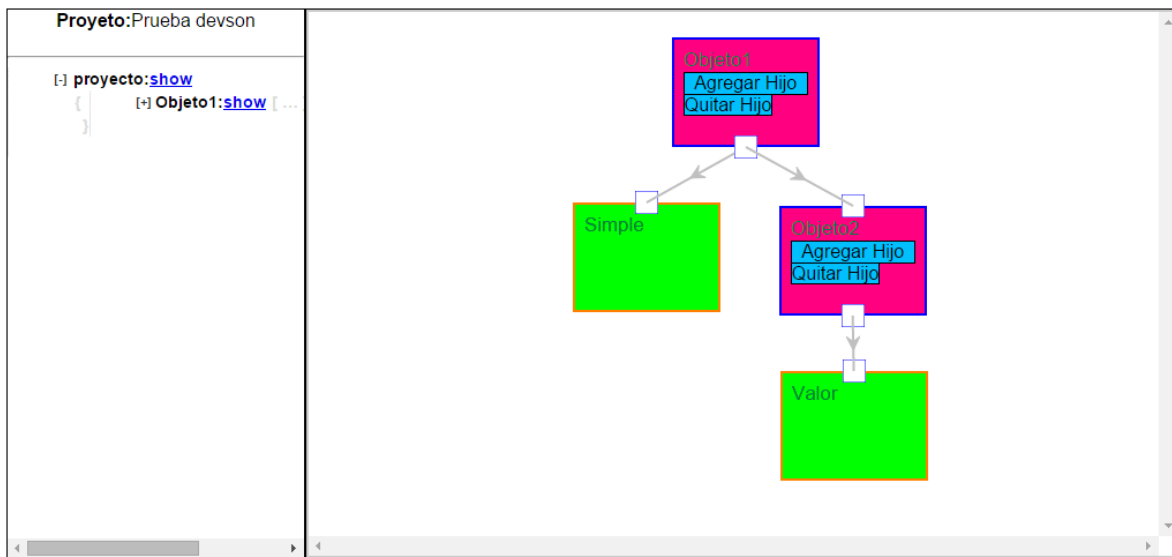 Proyeto:Prueba devson
[-] proyecto:show
{ [+] Objeto1:show [ ...
}
Objeto1
Agregar Hijo
Quitar Hijo
Simple
Objeto2
Agregar Hijo
Quitar Hijo
Valor